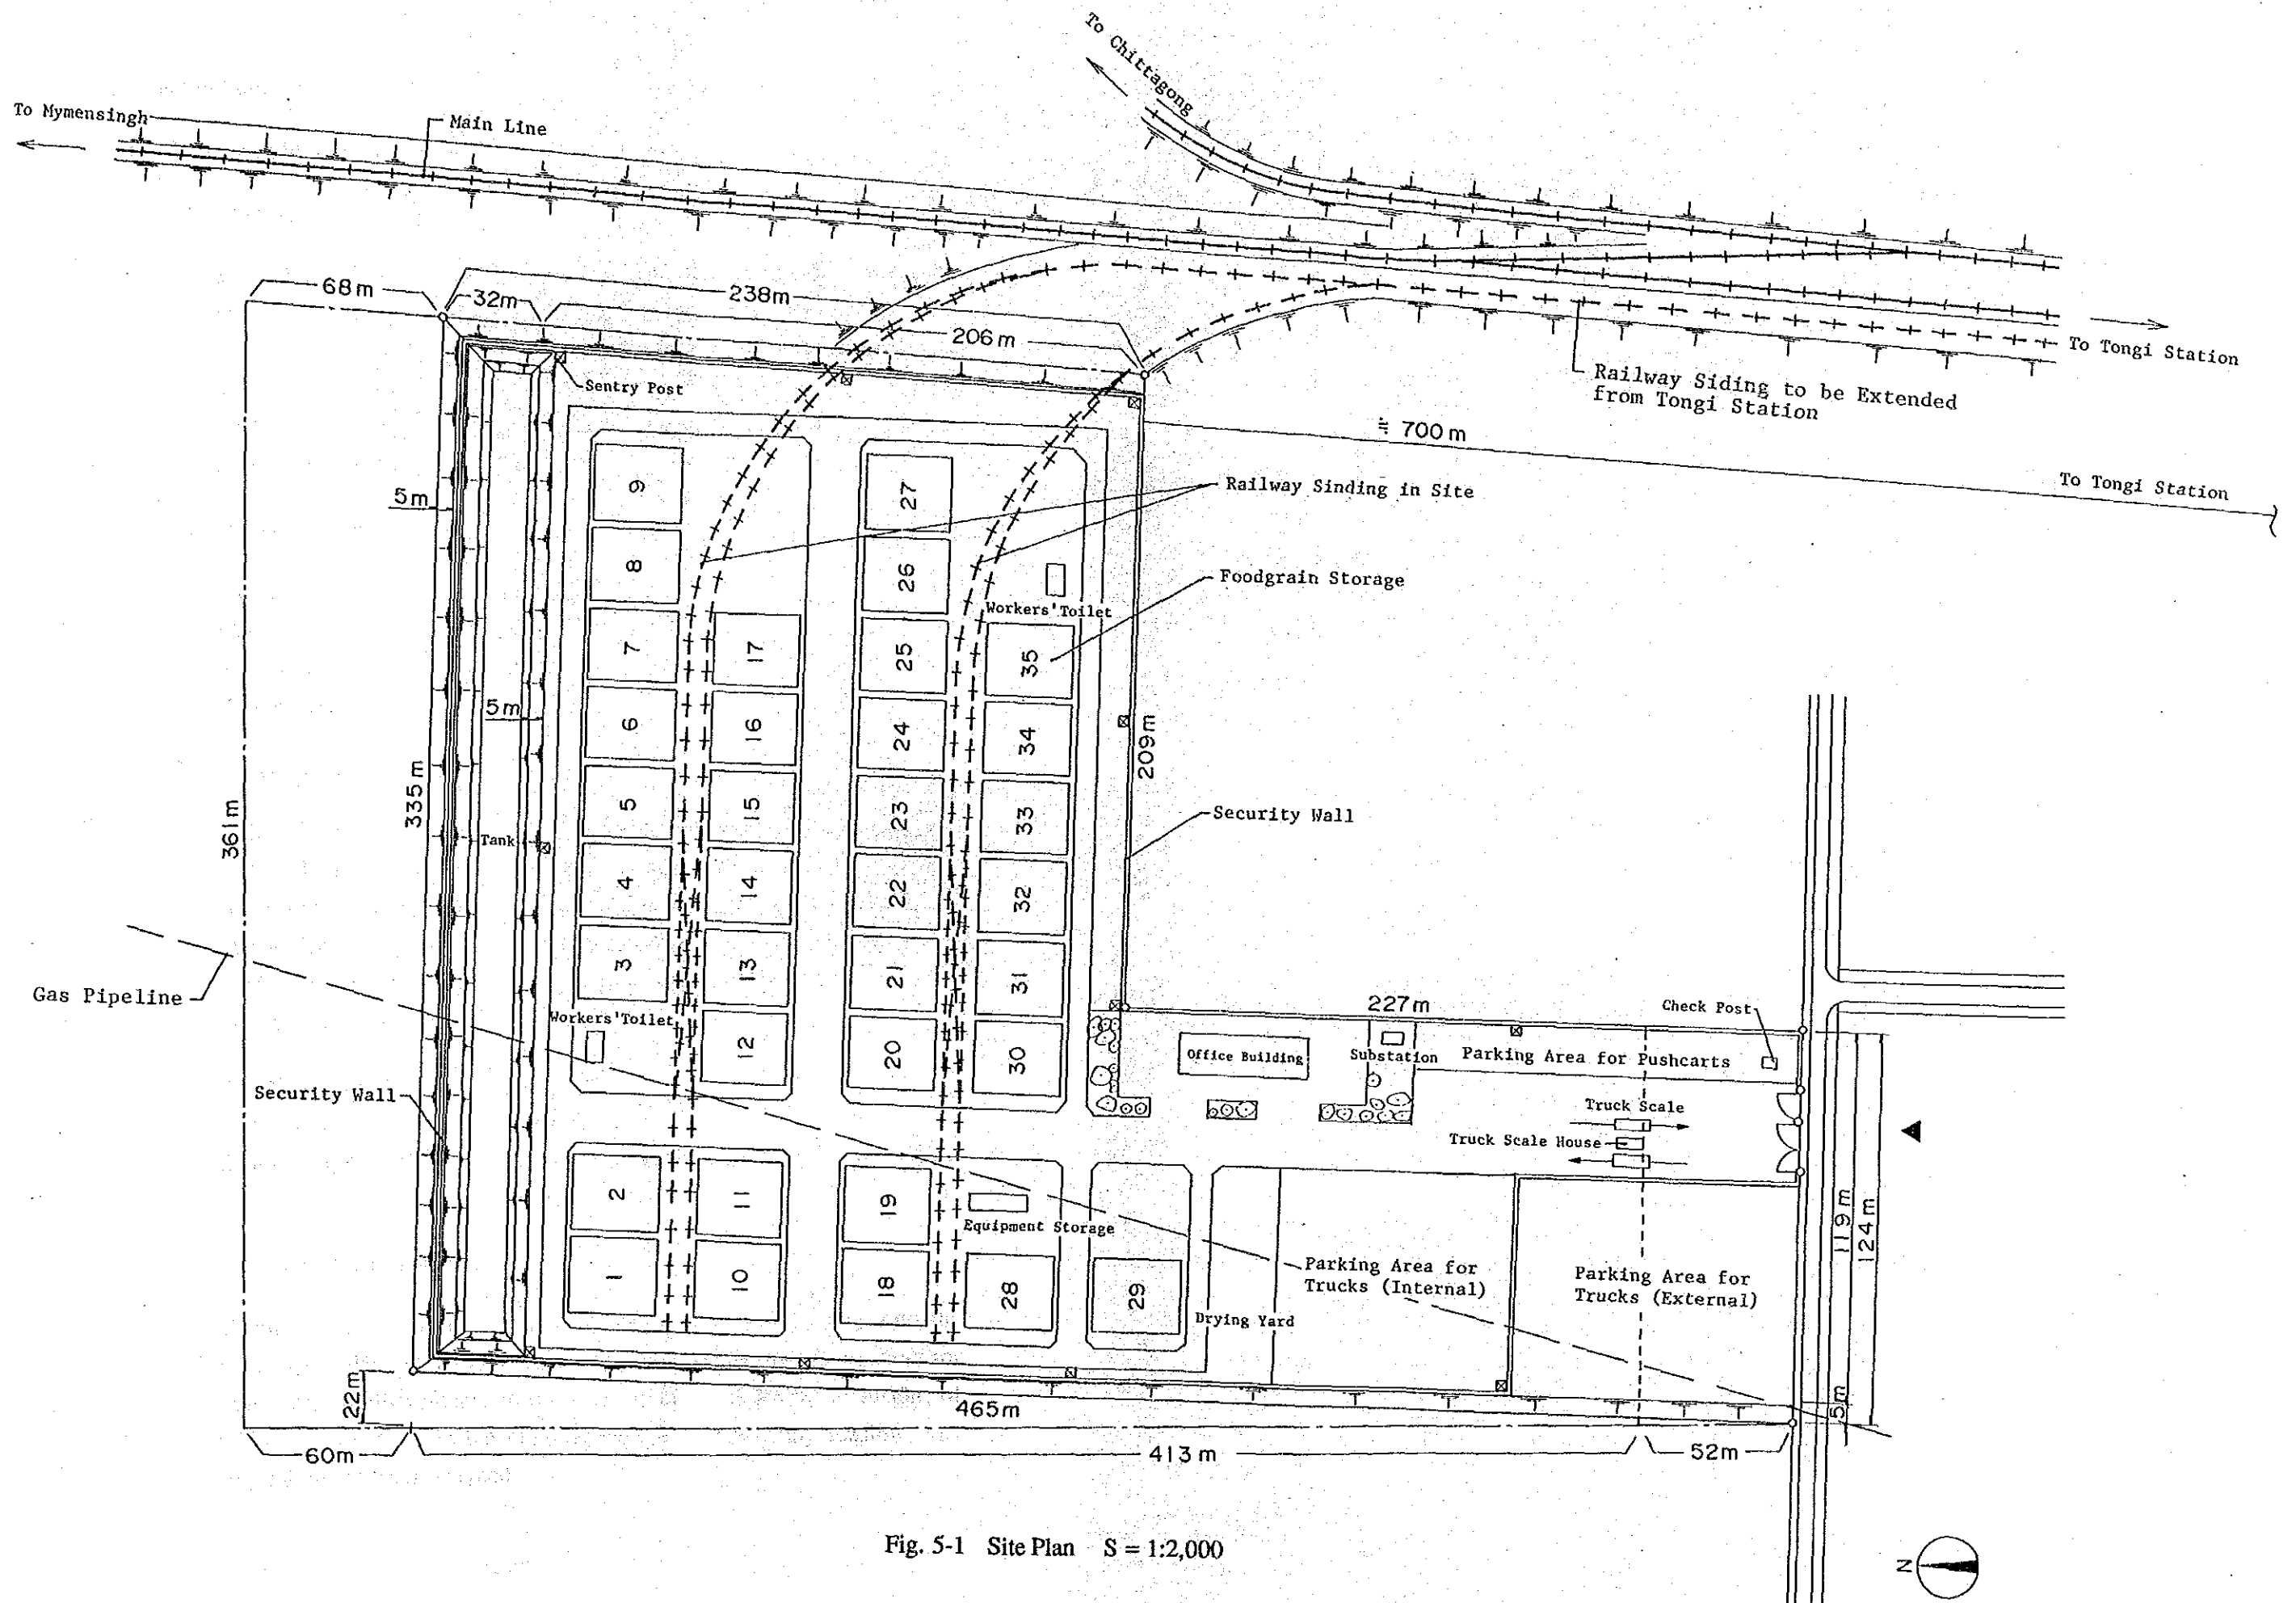 To Chittagong
To Mymensingh
Main Line
68m
32m
238m
206m
To Tongi Station
Railway Siding to be Extended
from Tongi Station
Sentry Post
≒ 700m
To Tongi Station
5m
Railway Sinding in Site
Foodgrain Storage
Workers'Toilet
9
8
7
6
5
4
3
17
16
15
14
13
12
27
26
25
24
23
22
21
20
35
34
33
32
31
30
5m
209m
335m
361m
Tank
Security Wall
Gas Pipeline
Workers'Toilet
227m
Check Post
Office Building
Substation
Parking Area for Pushcarts
Security Wall
Truck Scale
Truck Scale House
2
1
11
10
19
18
28
29
Equipment Storage
Parking Area for
Trucks (Internal)
Parking Area for
Trucks (External)
Drying Yard
119m
124m
5m
22m
465m
60m
413m
52m
Fig. 5-1 Site Plan S = 1:2,000
N